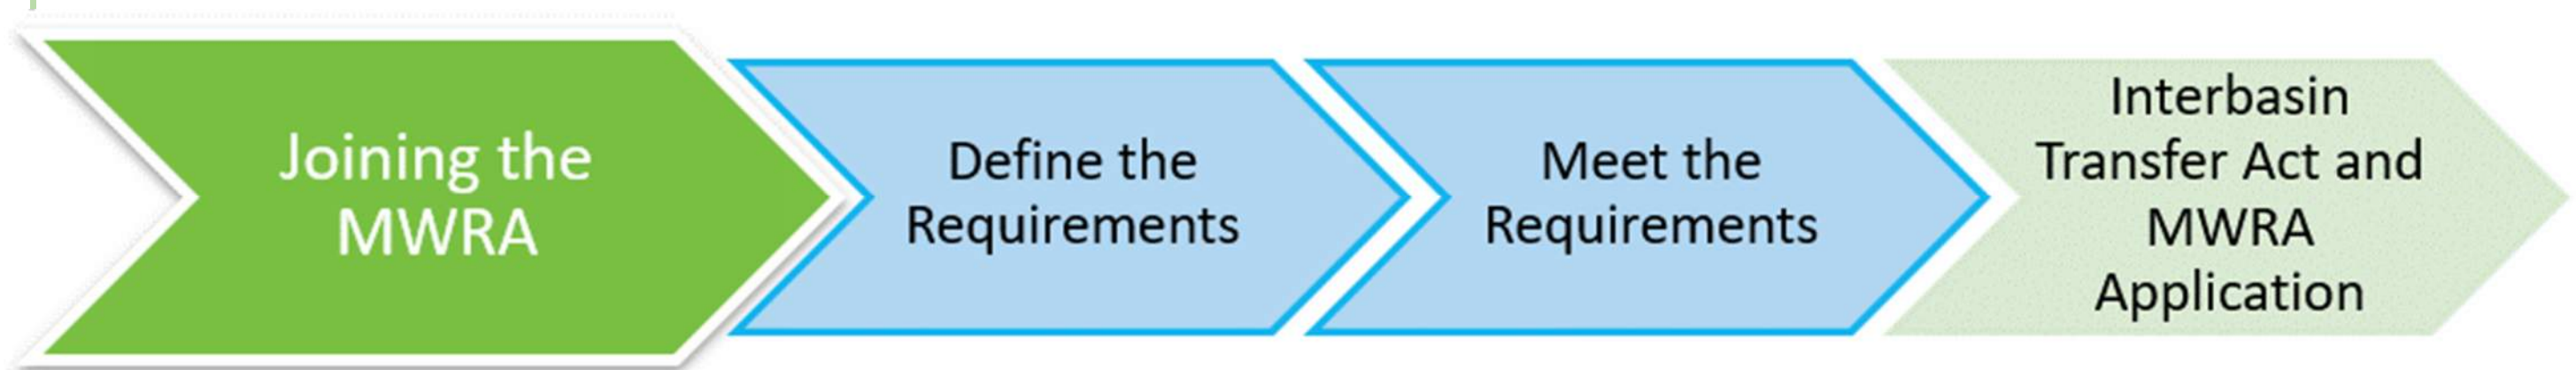 Joining the
MWRA
Define the
Requirements
Meet the
Requirements
Interbasin
Transfer Act and
MWRA
Application